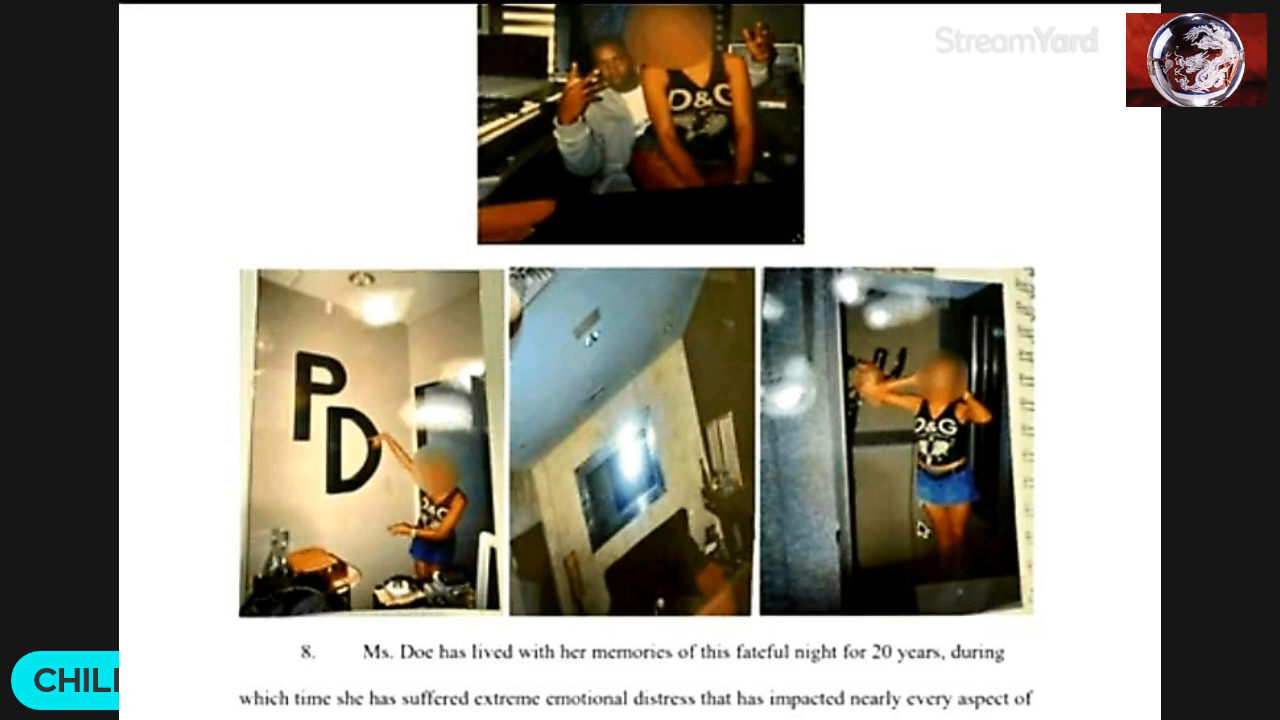 StreamYard
D&G
P
D
D&G
D&G
8. Ms. Doe has lived with her memories of this fateful night for 20 years, during
CHIL
which time she has suffered extreme emotional distress that has impacted nearly every aspect of